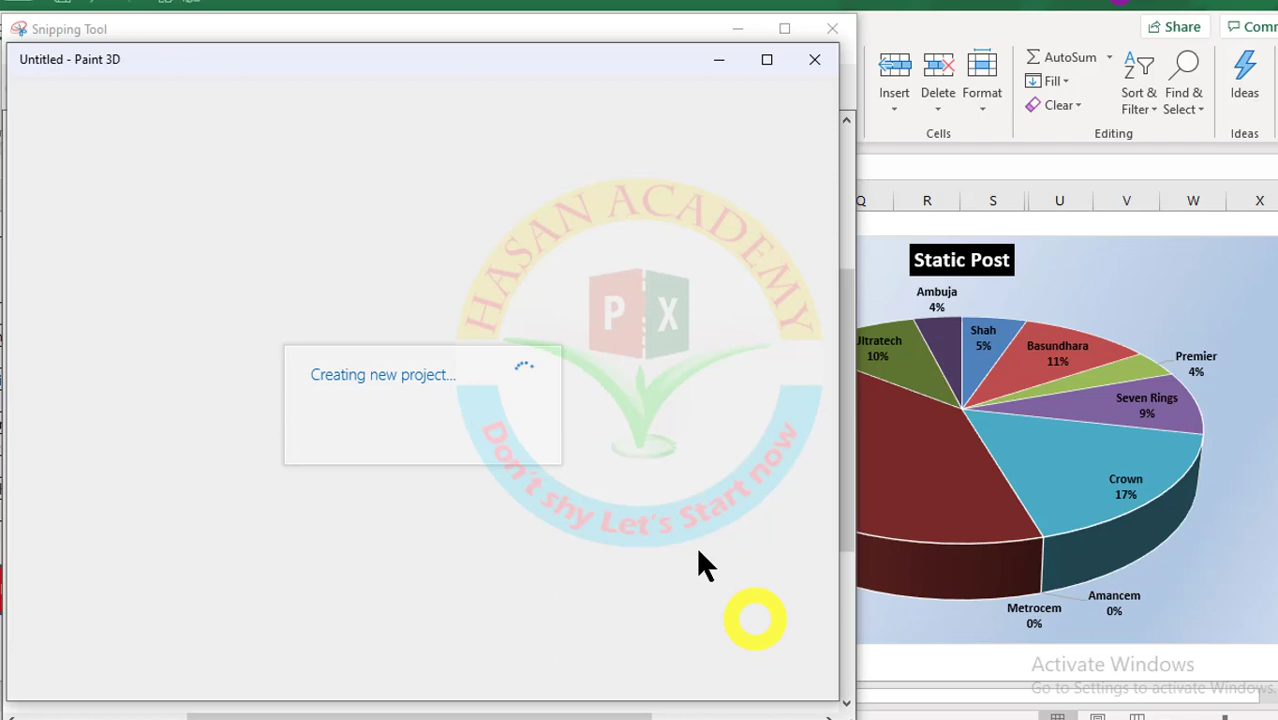 Snipping Tool
Untitled - Paint 3D
Share
Insert
Delete
Format
Cells
AutoSum
Fill
Clear
Sort &
Filter
Find &
Select
Editing
Ideas
Ideas
Q R S U V W X
Static Post
Ambuja
4%
Shah
5%
Basundhara
11%
Premier
4%
10%
Seven Rings
9%
Crown
17%
Amancem
0%
Metrocem
0%
HASAN ACADEMY
P X
Don't shy Let's Start now
Creating new project...
Activate Windows
Go to Settings to activate Windows.